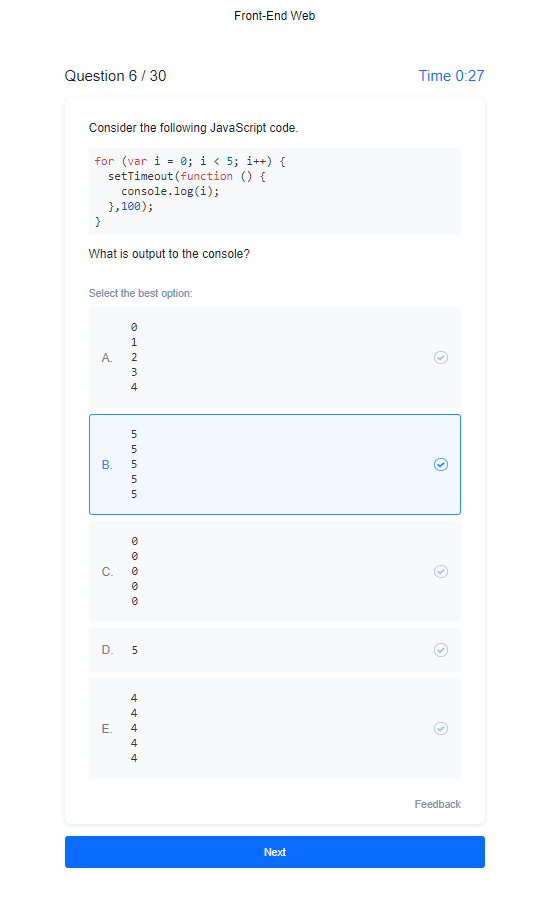 Front-End Web
Question 6 / 30
Time 0:27
Consider the following JavaScript code.
for (var i = 0; i < 5; i++) {
  setTimeout(function () {
    console.log(i);
  },100);
}
What is output to the console?
Select the best option:
A.
0
1
2
3
4
B.
5
5
5
5
5
C.
0
0
0
0
0
D. 5
E.
4
4
4
4
4
Feedback
Next